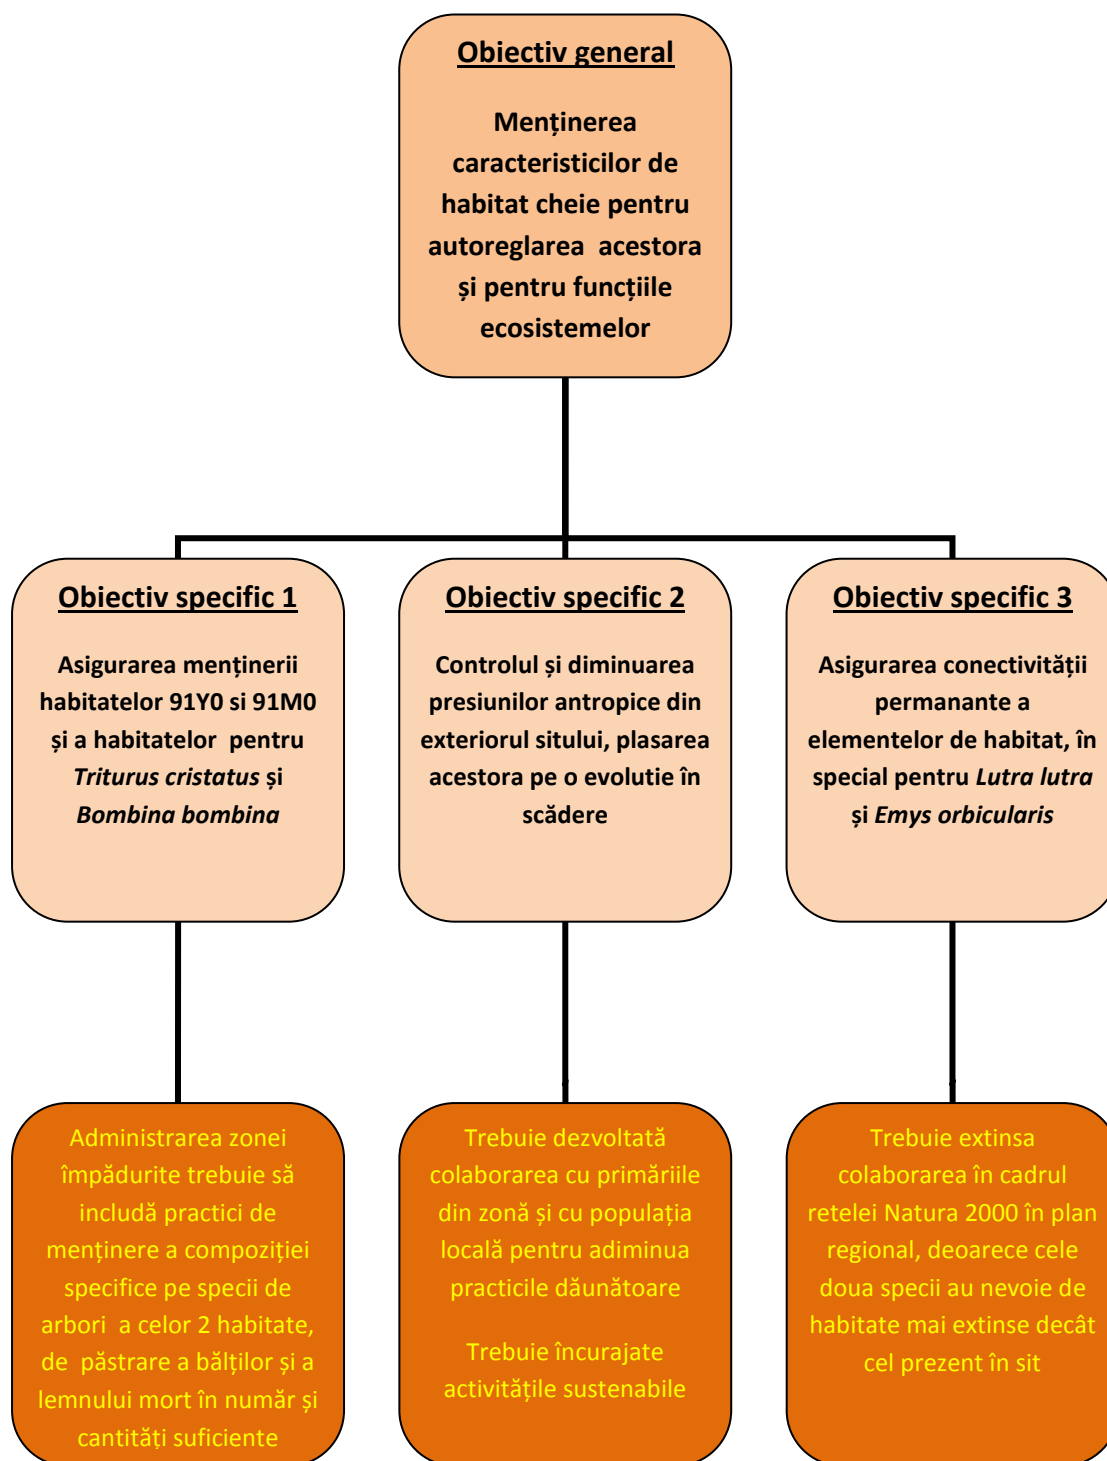 Obiectiv general
Menținerea
caracteristicilor de
habitat cheie pentru
autoreglarea acestora
și pentru funcțiile
ecosistemelor
Obiectiv specific 1
Asigurarea menținerii
habitatelor 91Y0 si 91M0
și a habitatelor pentru
Triturus cristatus și
Bombina bombina
Obiectiv specific 2
Controlul și diminuarea
presiunilor antropice din
exteriorul sitului, plasarea
acestora pe o evolutie în
scădere
Obiectiv specific 3
Asigurarea conectivității
permanante a
elementelor de habitat, în
special pentru Lutra lutra
și Emys orbicularis
Administrarea zonei
împădurite trebuie să
includă practici de
menținere a compoziției
specifice pe specii de
arbori a celor 2 habitate,
de păstrare a bălților și a
lemnului mort în număr și
cantități suficiente
Trebuie dezvoltată
colaborarea cu primăriile
din zonă și cu populația
locală pentru adiminua
practicile dăunătoare
Trebuie încurajate
activitățile sustenabile
Trebuie extinsa
colaborarea în cadrul
retelei Natura 2000 în plan
regional, deoarece cele
doua specii au nevoie de
habitate mai extinse decât
cel prezent în sit